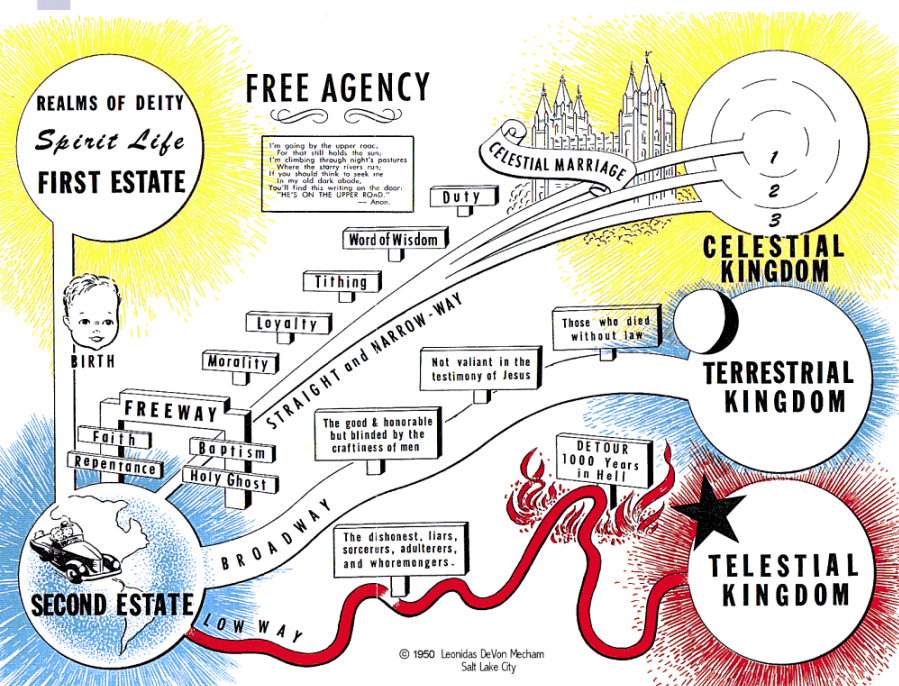 REALMS OF DEITY
Spirit Life
FIRST ESTATE
FREE AGENCY
I'm going by the upper road,
For that still holds the sun;
I'm climbing through night's pastures
Where the starry rivers run;
If you should think to seek me
In my old dark abode,
You'll find this writing on the door:
"HE'S ON THE UPPER ROAD."
— Anon.
CELESTIAL MARRIAGE
1
2
3
CELESTIAL
KINGDOM
Duty
Word of Wisdom
Tithing
Loyalty
Morality
BIRTH
STRAIGHT and NARROW-WAY
FREEWAY
Faith
Repentance
Baptism
Holy Ghost
Those who died
without law
Not valiant in the
testimony of Jesus
The good & honorable
but blinded by the
craftiness of men
TERRESTRIAL
KINGDOM
DETOUR
1000 Years
in Hell
BROADWAY
The dishonest, liars,
sorcerers, adulterers,
and whoremongers.
TELESTIAL
KINGDOM
SECOND ESTATE
LOW WAY
© 1950 Leonidas DeVon Mecham
Salt Lake City